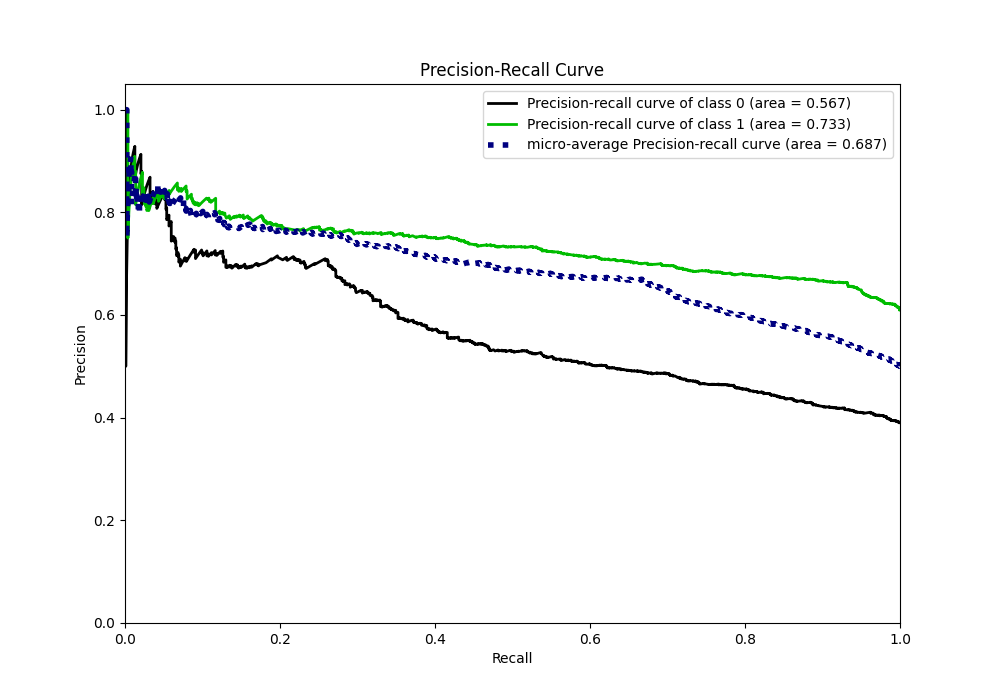 Precision-Recall Curve
Precision-recall curve of class 0 (area = 0.567)
Precision-recall curve of class 1 (area = 0.733)
micro-average Precision-recall curve (area = 0.687)
1.0
0.8
0.6
0.4
0.2
0.0
Precision
0.0 0.2 0.4 0.6 0.8 1.0
Recall